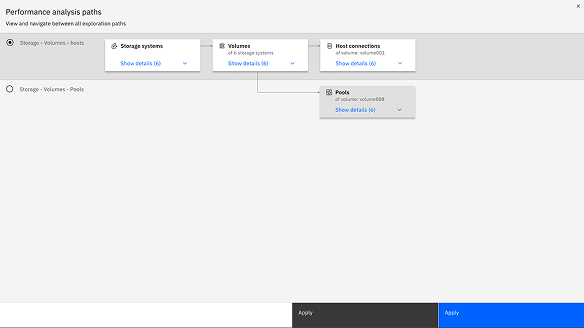 Performance analysis paths
View and navigate between all exploration paths
Storage - Volumes - hosts
Storage systems
Show details (6)
Volumes
of 6 storage systems
Show details (6)
Host connections
of volume: volume001
Show details (6)
Storage - Volumes - Pools
Pools
of volume: volume008
Show details (6)
Apply
Apply